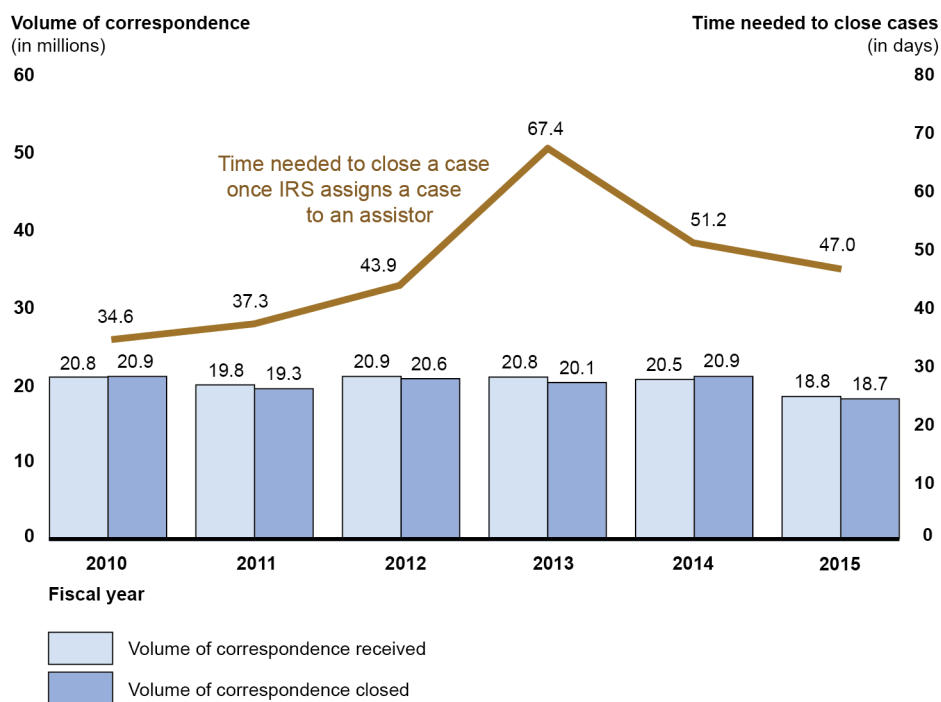 Volume of correspondence
(in millions)
Time needed to close cases
(in days)
60
50
40
30
20
10
0
80
70
60
50
40
30
20
10
0
Time needed to close a case
once IRS assigns a case
to an assistor
34.6
37.3
43.9
67.4
51.2
47.0
20.8 20.9
19.8 19.3
20.9 20.6
20.8 20.1
20.5 20.9
18.8 18.7
2010 2011 2012 2013 2014 2015
Fiscal year
Volume of correspondence received
Volume of correspondence closed